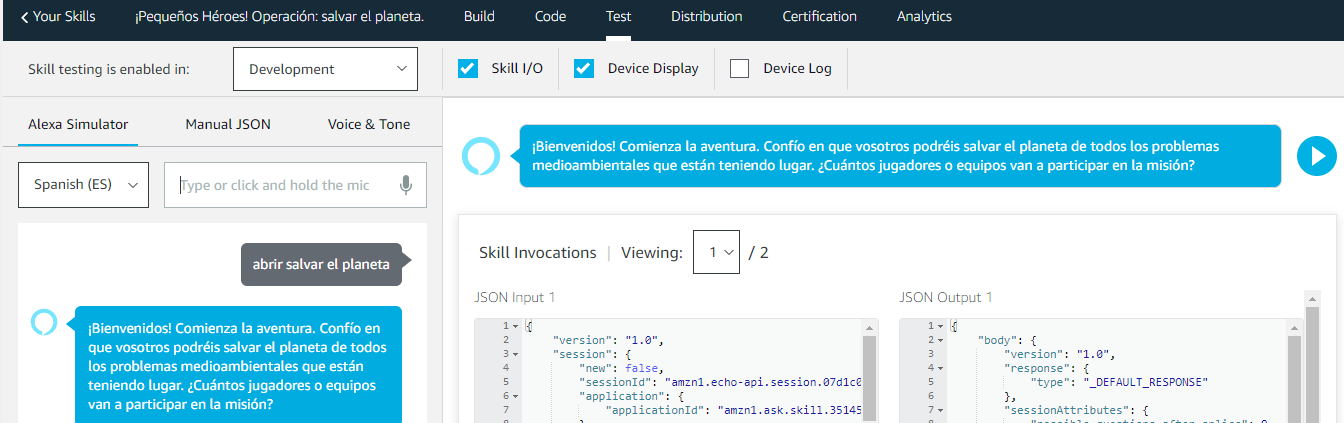 Your Skills ¡Pequeños Héroes! Operación: salvar el planeta. Build Code Test Distribution Certification Analytics
Skill testing is enabled in: Development Skill I/O Device Display Device Log
Alexa Simulator Manual JSON Voice & Tone
Spanish (ES) Type or click and hold the mic
abrir salvar el planeta
¡Bienvenidos! Comienza la aventura. Confío en
que vosotros podréis salvar el planeta de todos
los problemas medioambientales que están
teniendo lugar. ¿Cuántos jugadores o equipos
van a participar en la misión?
¡Bienvenidos! Comienza la aventura. Confío en que vosotros podréis salvar el planeta de todos los problemas
medioambientales que están teniendo lugar. ¿Cuántos jugadores o equipos van a participar en la misión?
Skill Invocations | Viewing: 1 / 2
JSON Input 1
1 {
2 "version": "1.0",
3 "session": {
4 "new": false,
5 "sessionId": "amzn1.echo-api.session.07d1c0
6 "application": {
7 "applicationId": "amzn1.ask.skill.35145
JSON Output 1
1 {
2 "body": {
3 "version": "1.0",
4 "response": {
5 "type": "_DEFAULT_RESPONSE"
6 },
7 "sessionAttributes": {